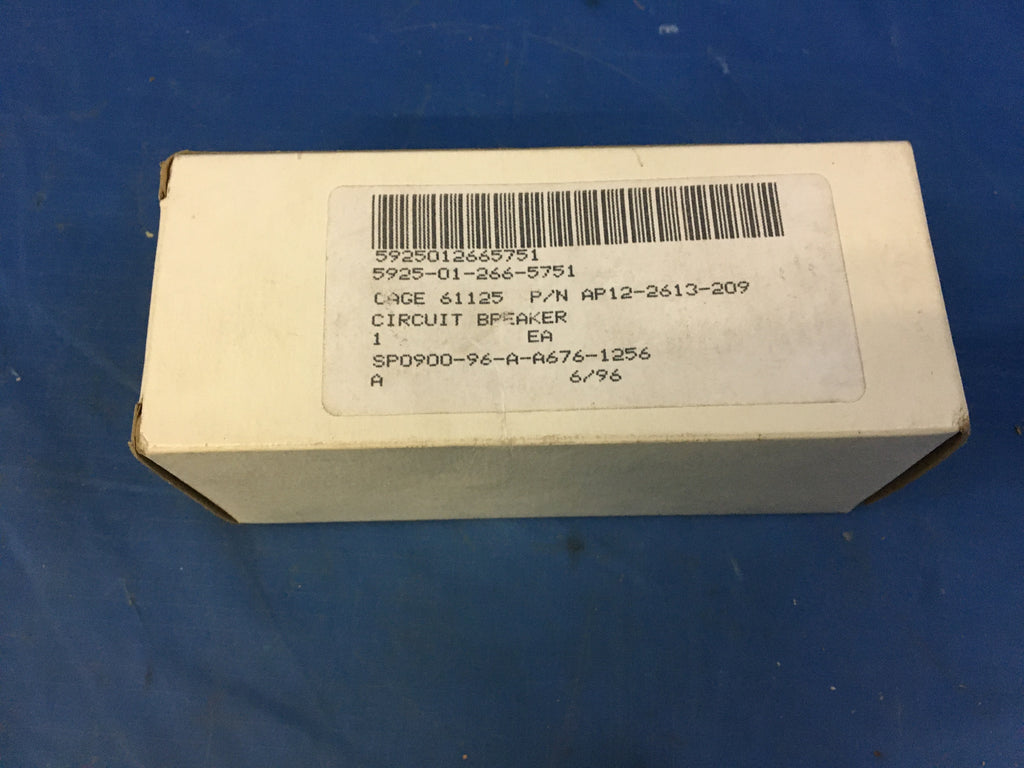 5925012665751
5925-01-266-5751
CAGE 61125 P/N AP12-2613-209
CIRCUIT BREAKER
1 EA
SP0900-96-A-A676-1256
A 6/96